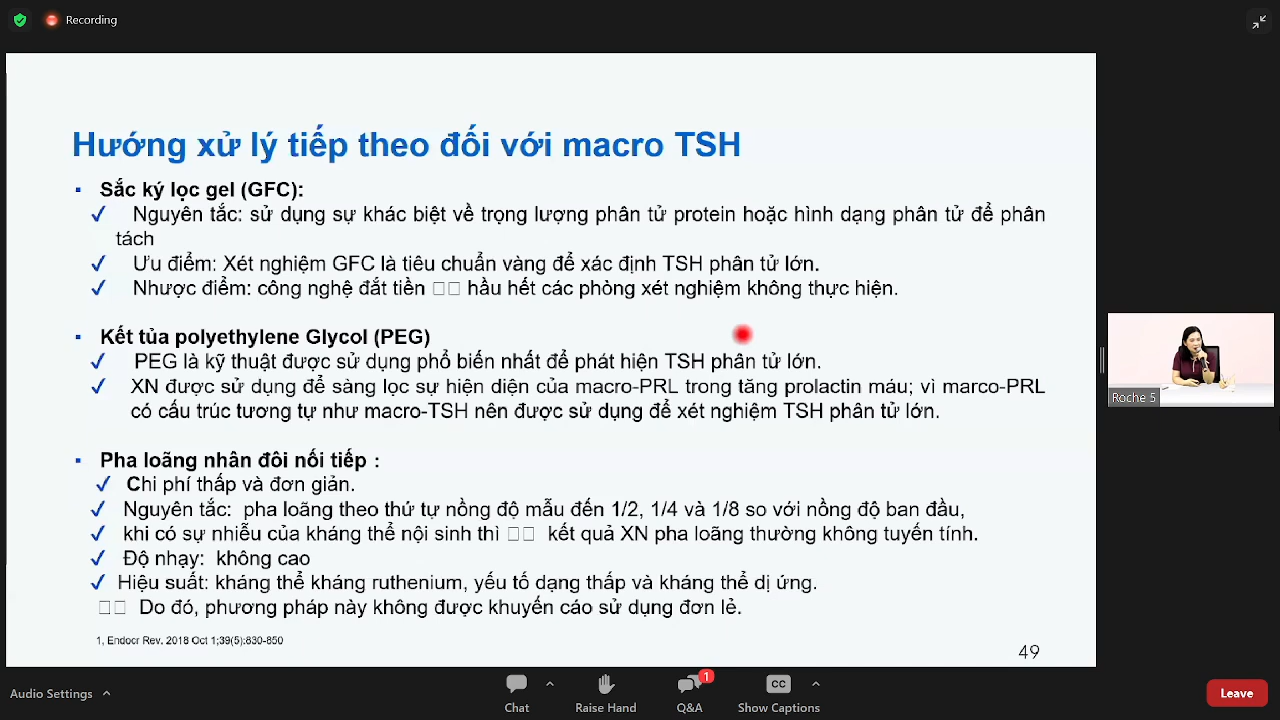 Recording
Hướng xử lý tiếp theo đối với macro TSH
▪ Sắc ký lọc gel (GFC):
✓ Nguyên tắc: sử dụng sự khác biệt về trọng lượng phân tử protein hoặc hình dạng phân tử để phân
tách
✓ Ưu điểm: Xét nghiệm GFC là tiêu chuẩn vàng để xác định TSH phân tử lớn.
✓ Nhược điểm: công nghệ đắt tiền □□ hầu hết các phòng xét nghiệm không thực hiện.
▪ Kết tủa polyethylene Glycol (PEG)
✓ PEG là kỹ thuật được sử dụng phổ biến nhất để phát hiện TSH phân tử lớn.
✓ XN được sử dụng để sàng lọc sự hiện diện của macro-PRL trong tăng prolactin máu; vì marco-PRL
có cấu trúc tương tự như macro-TSH nên được sử dụng để xét nghiệm TSH phân tử lớn.
▪ Pha loãng nhân đôi nối tiếp :
✓ Chi phí thấp và đơn giản.
✓ Nguyên tắc: pha loãng theo thứ tự nồng độ mẫu đến 1/2, 1/4 và 1/8 so với nồng độ ban đầu,
✓ khi có sự nhiễu của kháng thể nội sinh thì □□ kết quả XN pha loãng thường không tuyến tính.
✓ Độ nhạy: không cao
✓ Hiệu suất: kháng thể kháng ruthenium, yếu tố dạng thấp và kháng thể dị ứng.
□□ Do đó, phương pháp này không được khuyến cáo sử dụng đơn lẻ.
1, Endocr Rev. 2018 Oct 1;39(5):830-850
49
Roche 5
Audio Settings
Chat
Raise Hand
1
Q&A
CC
Show Captions
Leave